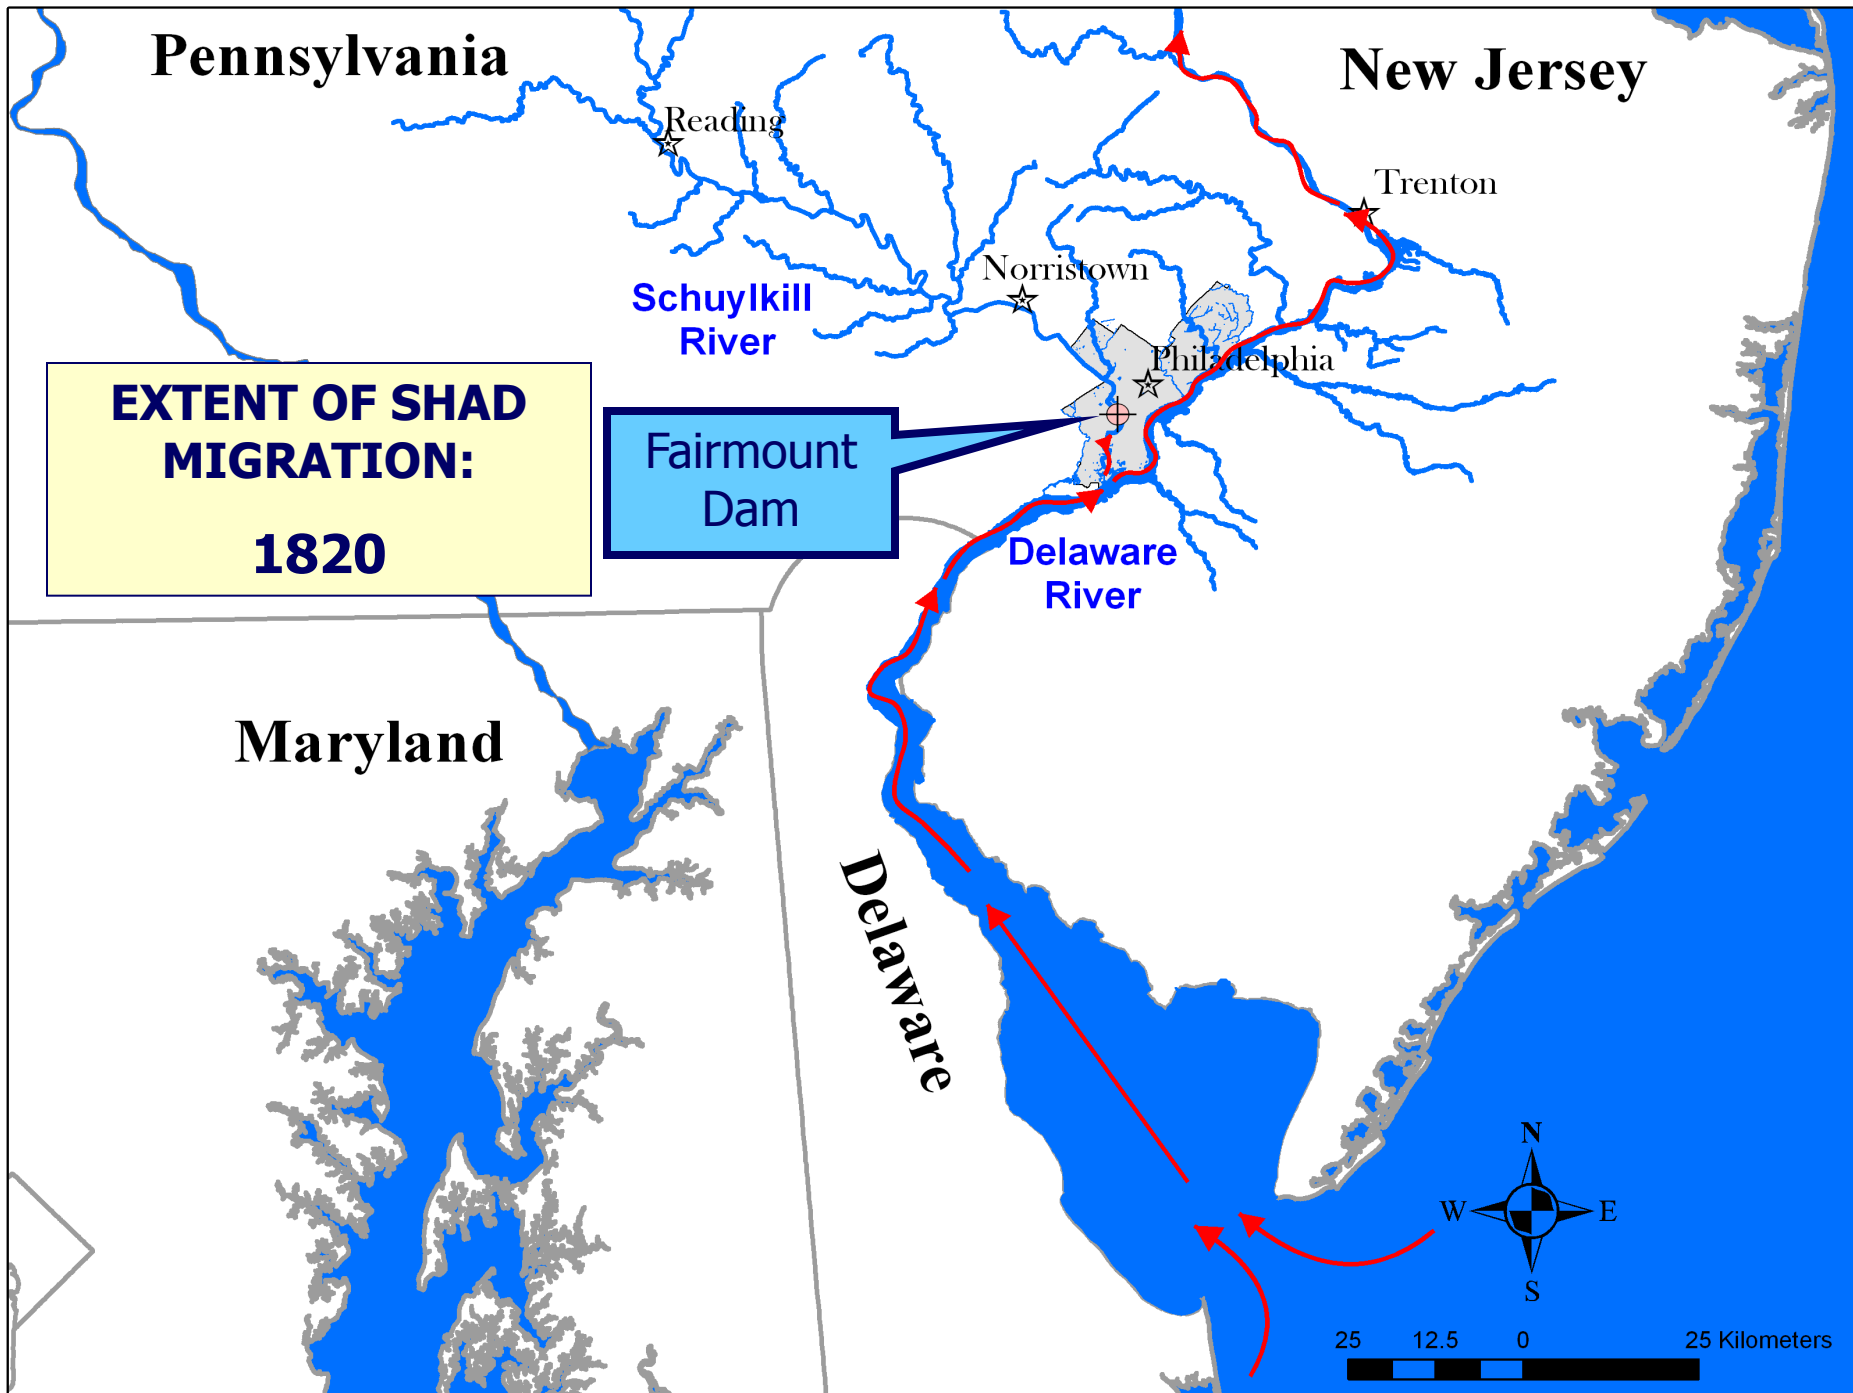 Pennsylvania
New Jersey
Reading
Trenton
Norristown
Schuylkill
River
Philadelphia
EXTENT OF SHAD
MIGRATION:
1820
Fairmount
Dam
Delaware
River
Maryland
Delaware
N
W
E
S
25
12.5
0
25 Kilometers